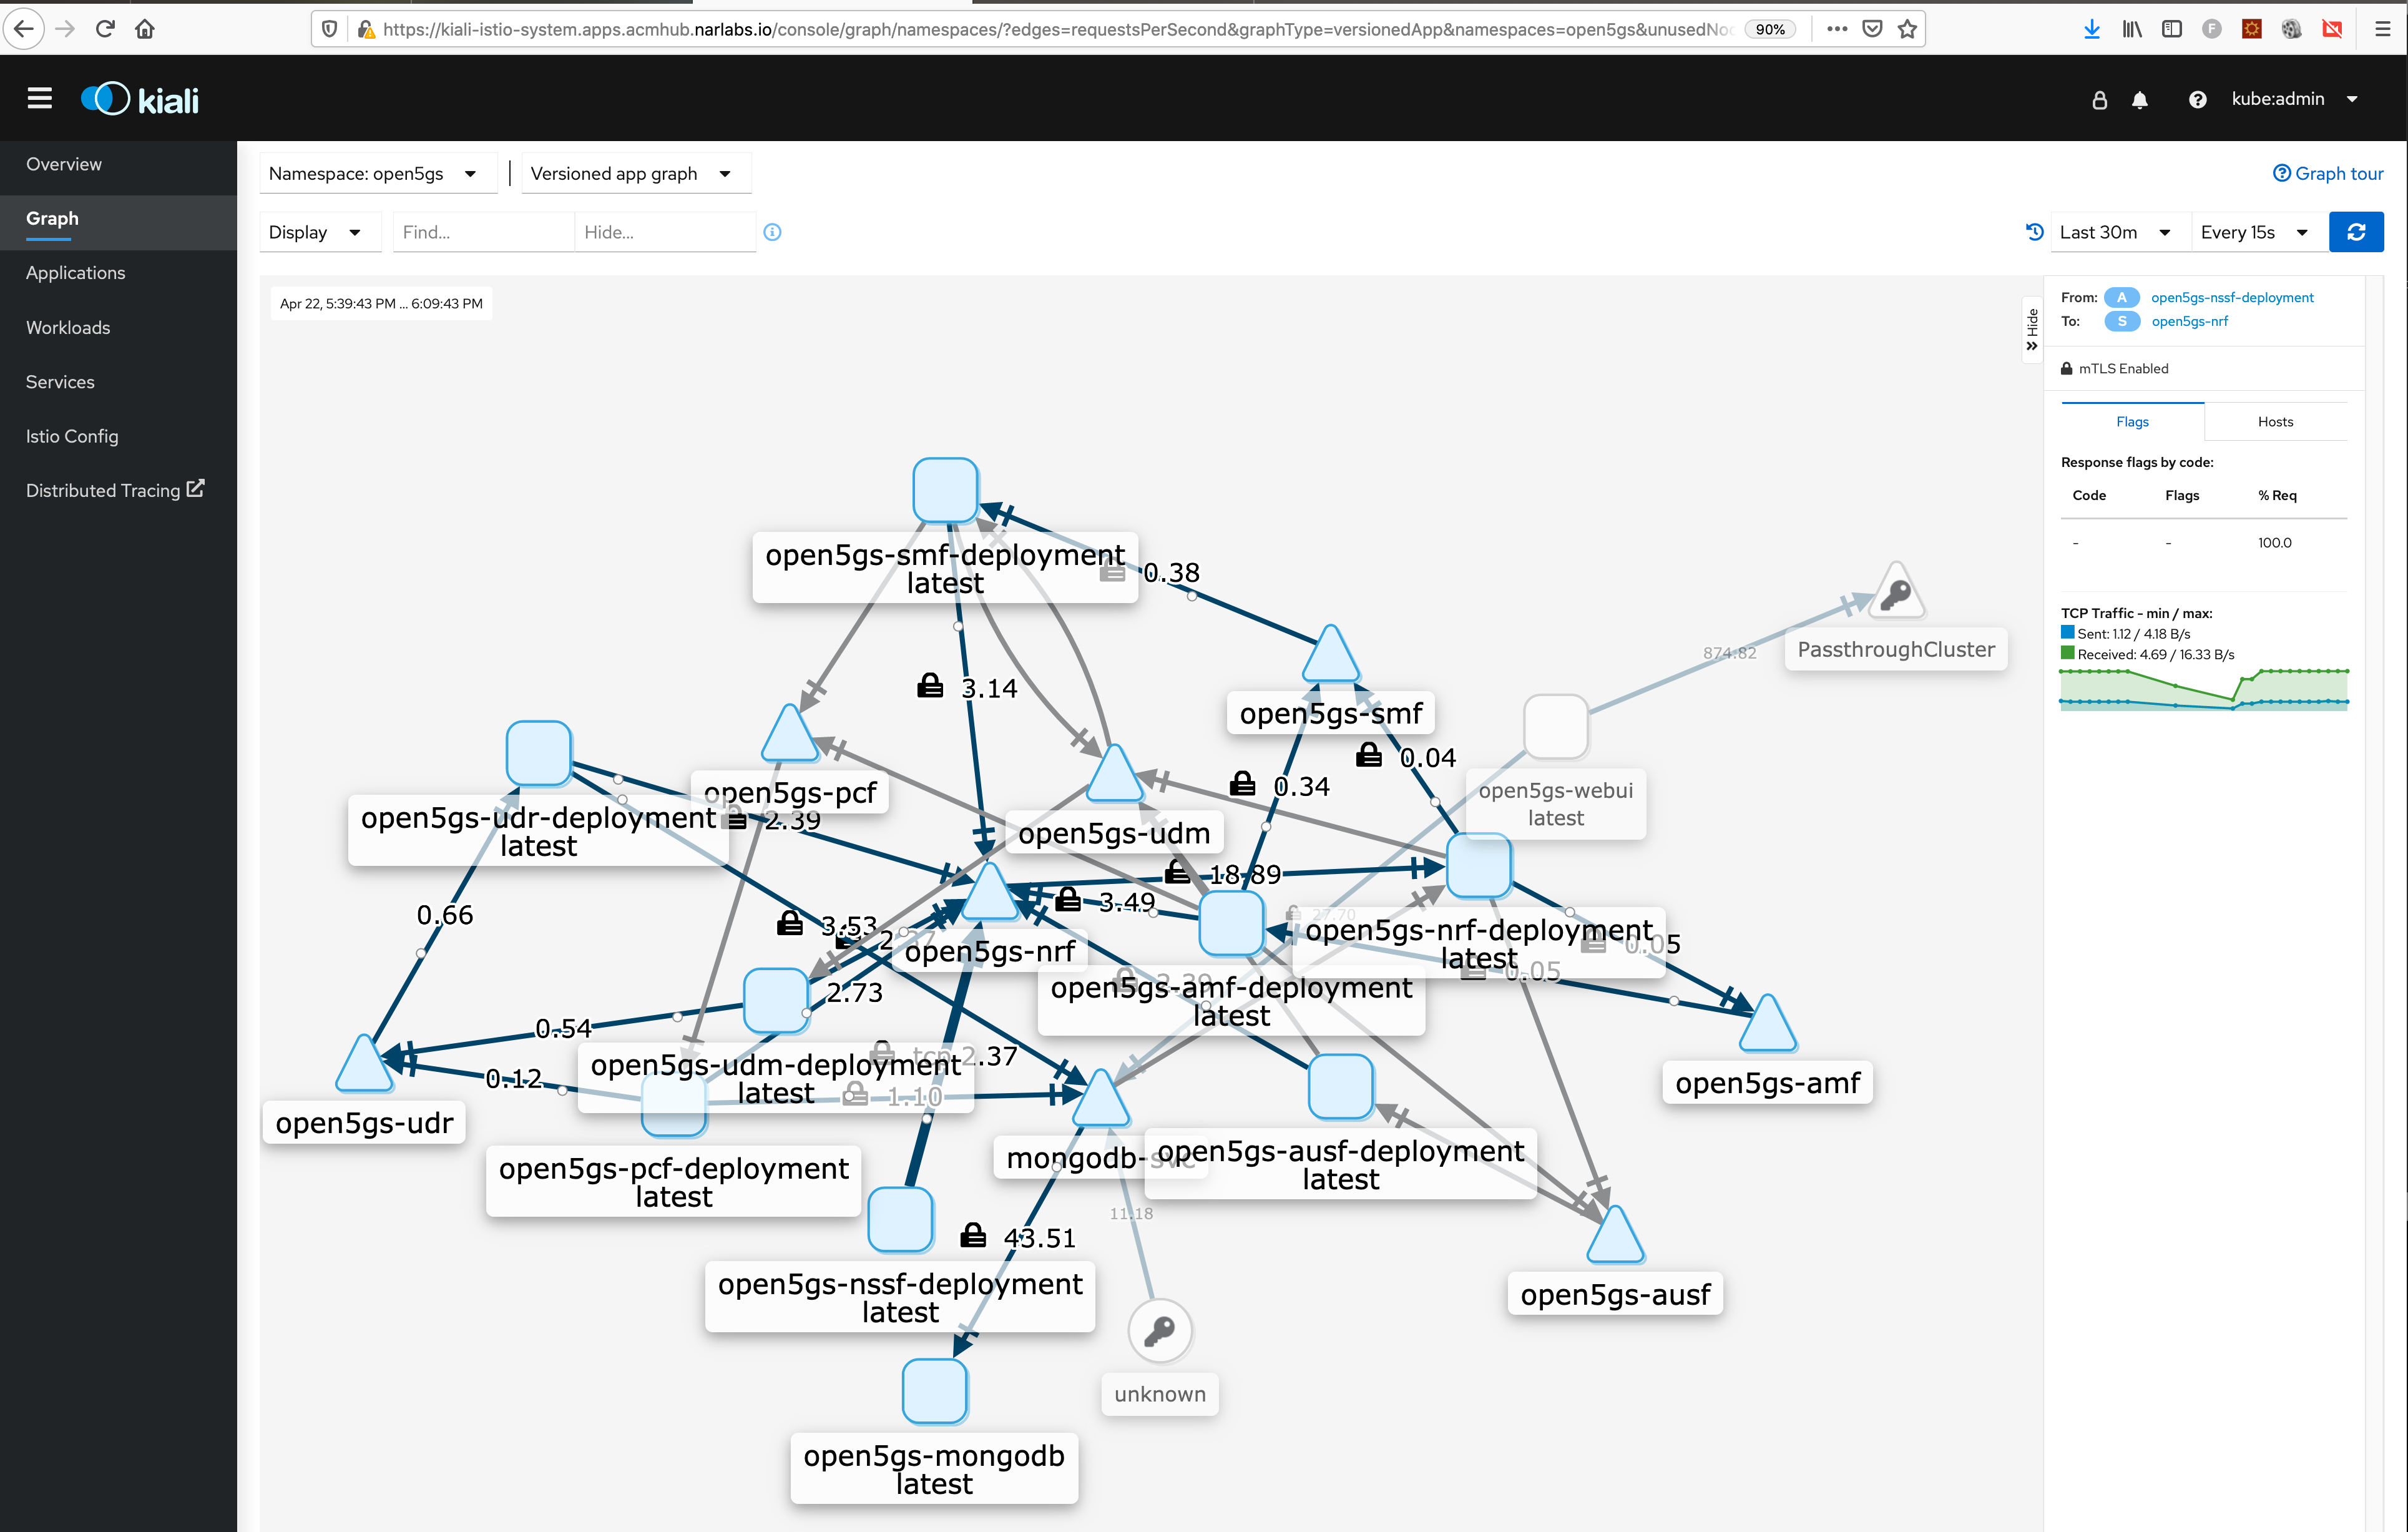 https://kiali-istio-system.apps.acmhub.narlabs.io/console/graph/namespaces/?edges=requestsPerSecond&graphType=versionedApp&namespaces=open5gs&unusedNo
90%
kiali
kube:admin
Overview
Graph
Applications
Workloads
Services
Istio Config
Distributed Tracing
Namespace: open5gs
Versioned app graph
Graph tour
Display
Find...
Hide...
Last 30m
Every 15s
Apr 22, 5:39:43 PM ... 6:09:43 PM
Hide
open5gs-smf-deployment
latest
0.38
PassthroughCluster
874.82
3.14
open5gs-smf
0.04
0.34
open5gs-webui
latest
open5gs-pcf
open5gs-udr-deployment
latest
2.39
open5gs-udm
18.89
3.49
27.70
0.66
3.53
open5gs-nrf
open5gs-nrf-deployment
latest
0.05
0.05
2.39
open5gs-amf-deployment
latest
2.73
0.54
open5gs-udm-deployment
latest
tcp 2.37
1.10
0.12
open5gs-udr
open5gs-amf
open5gs-pcf-deployment
latest
mongodb-svc
open5gs-ausf-deployment
latest
11.18
43.51
open5gs-nssf-deployment
latest
open5gs-ausf
unknown
open5gs-mongodb
latest
From: A open5gs-nssf-deployment
To: S open5gs-nrf
mTLS Enabled
Flags
Hosts
Response flags by code:
Code Flags % Req
- - 100.0
TCP Traffic - min / max:
Sent: 1.12 / 4.18 B/s
Received: 4.69 / 16.33 B/s